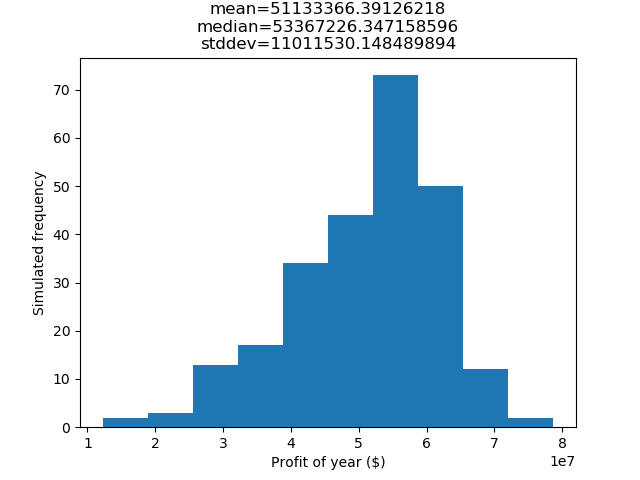 mean=51133366.39126218
median=53367226.347158596
stddev=11011530.148489894
70
60
50
40
30
20
10
0
Simulated frequency
1 2 3 4 5 6 7 8
1e7
Profit of year ($)